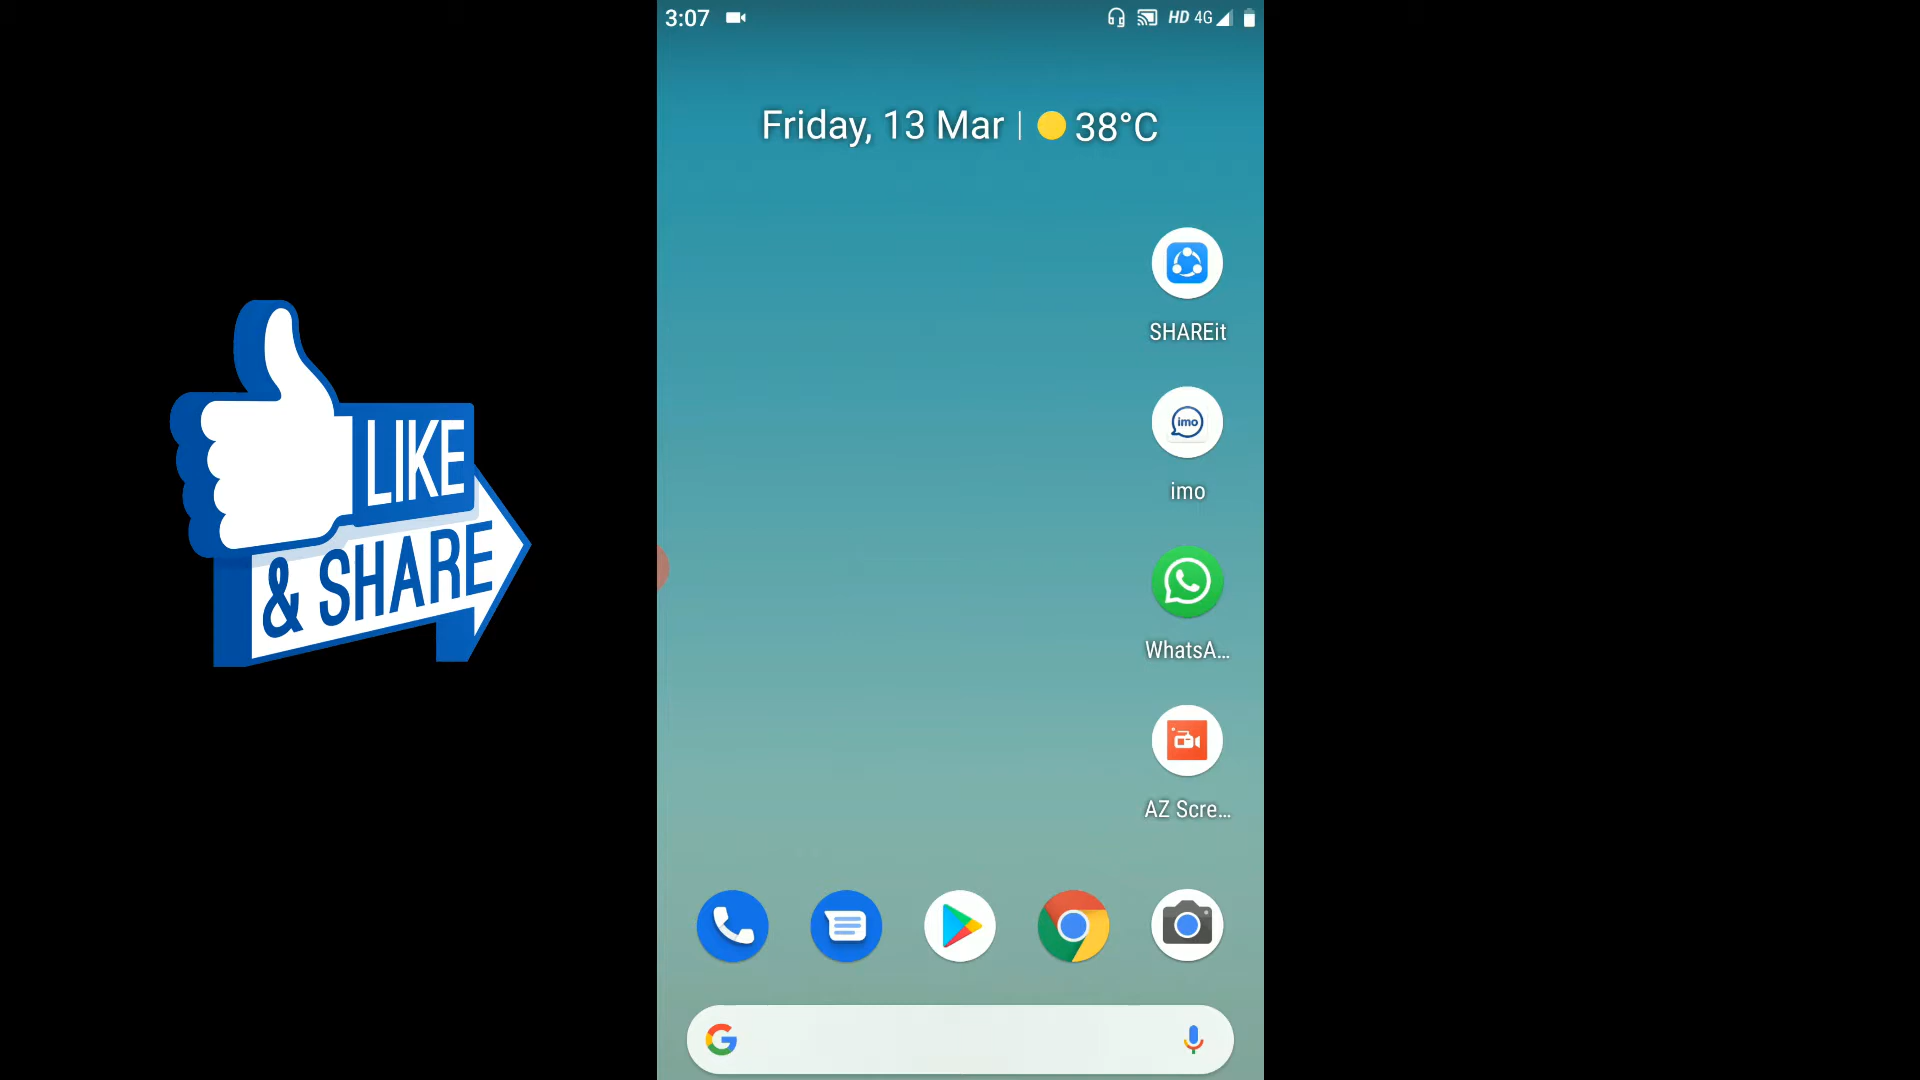 3:07
HD 4G
Friday, 13 Mar | 38°C
SHAREit
imo
imo
WhatsA...
AZ Scre...
LIKE
& SHARE
G